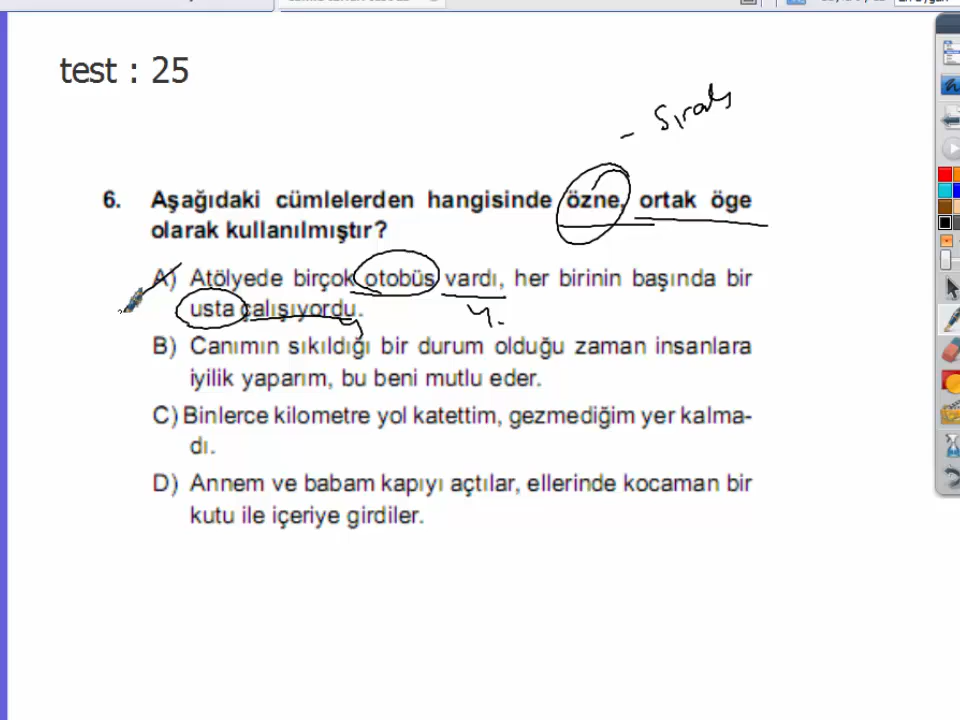 test : 25
- Sıralı
6. Aşağıdaki cümlelerden hangisinde özne, ortak öge
olarak kullanılmıştır?
A) Atölyede birçok otobüs vardı, her birinin başında bir
usta çalışıyordu.
y.
B) Canımın sıkıldığı bir durum olduğu zaman insanlara
iyilik yaparım, bu beni mutlu eder.
C) Binlerce kilometre yol katettim, gezmediğim yer kalma-
dı.
D) Annem ve babam kapıyı açtılar, ellerinde kocaman bir
kutu ile içeriye girdiler.